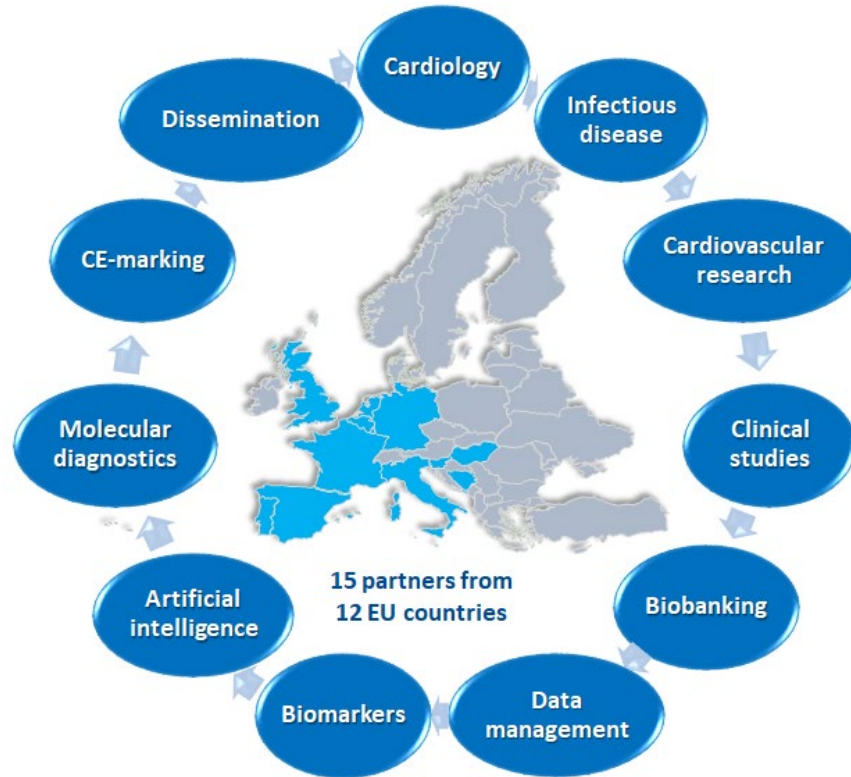 Cardiology
Infectious
disease
Cardiovascular
research
Clinical
studies
Biobanking
Data
management
Biomarkers
Artificial
intelligence
Molecular
diagnostics
CE-marking
Dissemination
15 partners from
12 EU countries